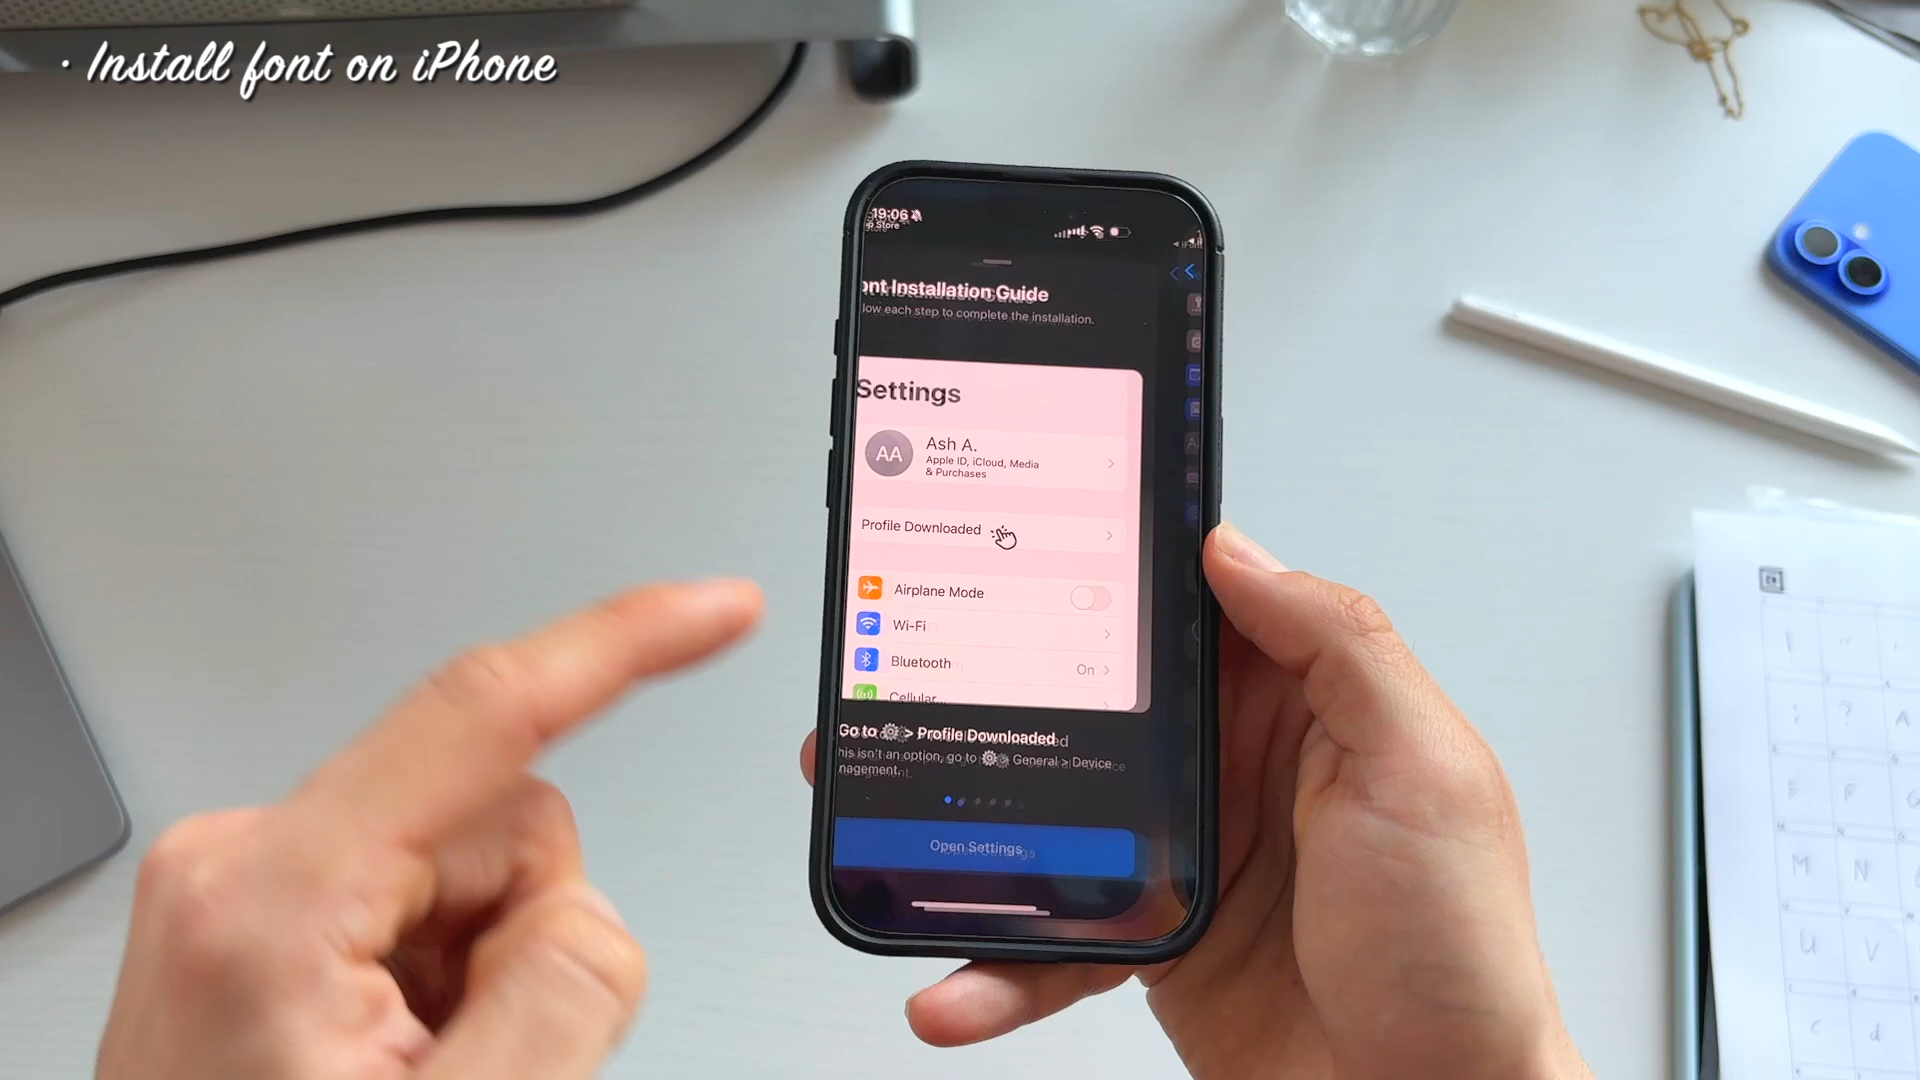 · Install font on iPhone
19:06
p Store
ont Installation Guide
low each step to complete the installation.
Settings
AA
Ash A.
Apple ID, iCloud, Media
& Purchases
Profile Downloaded
Airplane Mode
Wi-Fi
Bluetooth
On
Cellular
Go to > Profile Downloaded
his isn't an option, go to General > Device
nagement.
Open Settings
! "
: ? A
E F G
M N
U V
c d